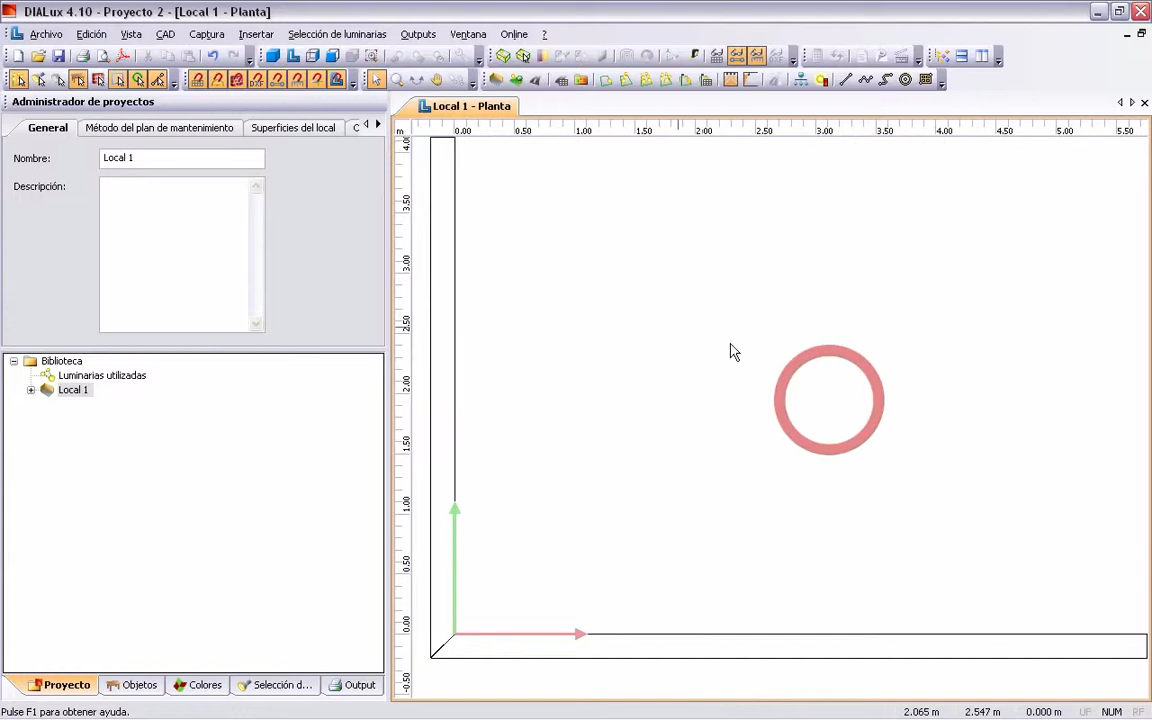 DIALux 4.10 - Proyecto 2 - [Local 1 - Planta]
Archivo Edición Vista CAD Captura Insertar Selección de luminarias Outputs Ventana Online ?
Administrador de proyectos
Local 1 - Planta
General Método del plan de mantenimiento Superficies del local
m 0.00 0.50 1.00 1.50 2.00 2.50 3.00 3.50 4.00 4.50 5.00 5.50
Nombre: Local 1
Descripción:
4.00
3.50
3.00
2.50
2.00
1.50
1.00
0.50
0.00
-0.50
Biblioteca
Luminarias utilizadas
Local 1
Proyecto Objetos Colores Selección d... Output
Pulse F1 para obtener ayuda. 2.065 m 2.547 m 0.000 m UF NUM RF